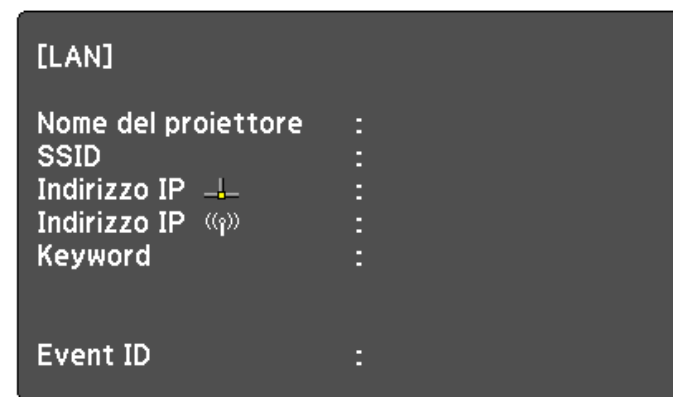 [LAN]
Nome del proiettore :
SSID :
Indirizzo IP :
Indirizzo IP :
Keyword :
Event ID :